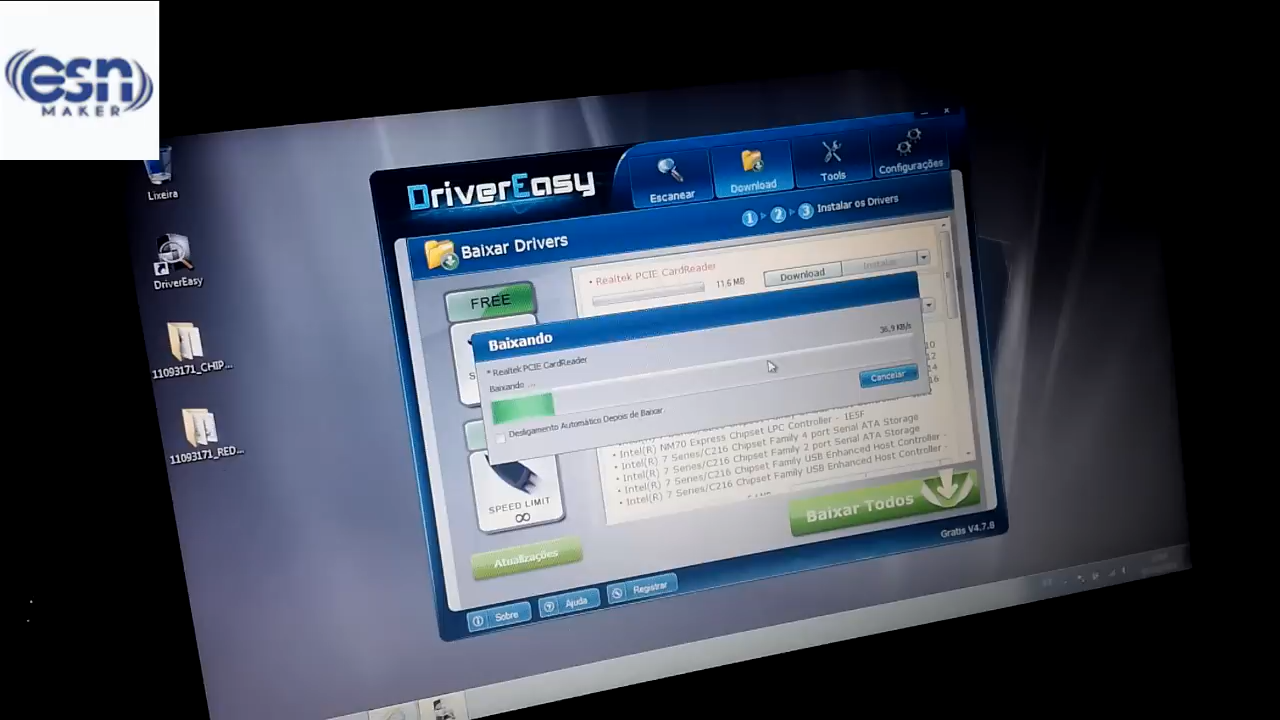 esn
MAKER
Lixeira
DriverEasy
11093171_CHIP...
11093171_RED...
DriverEasy
Escanear
Download
Tools
Configurações
1 2 3 Instalar os Drivers
Baixar Drivers
FREE
• Realtek PCIE CardReader
11,6 MB
Download
Instalar
Baixando
36,9 KB/s
* Realtek PCIE CardReader
Baixando ...
Cancelar
Desligamento Automático Depois de Baixar
10
12
14
16
• Intel(R) NM70 Express Chipset LPC Controller - 1E5F
• Intel(R) 7 Series/C216 Chipset Family 4 port Serial ATA Storage
• Intel(R) 7 Series/C216 Chipset Family 2 port Serial ATA Storage
• Intel(R) 7 Series/C216 Chipset Family USB Enhanced Host Controller -
• Intel(R) 7 Series/C216 Chipset Family USB Enhanced Host Controller -
SPEED LIMIT
∞
Baixar Todos
Atualizações
Gratis V4.7.8
Sobre
Ajuda
Registrar